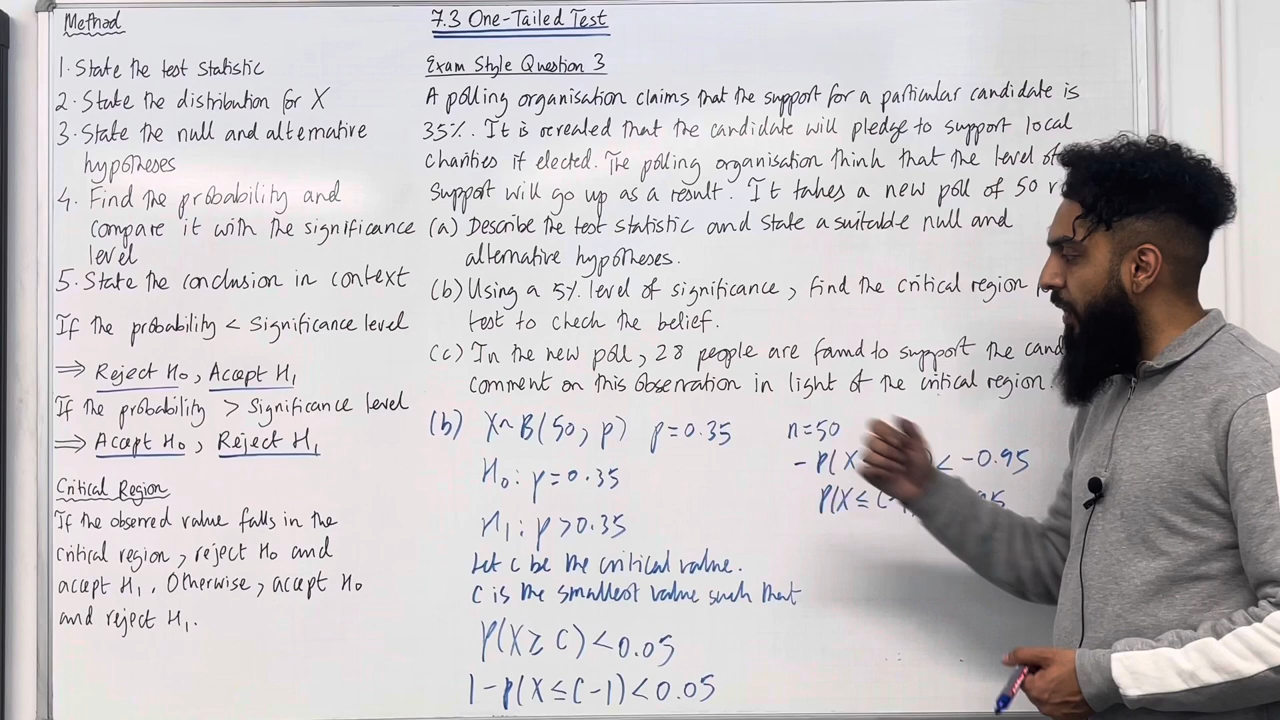 Method
1. State the test statistic
2. State the distribution for X
3. State the null and alternative
hypotheses
4. Find the probability and
compare it with the significance
level
5. State the conclusion in context
If the probability < significance level
⇒ Reject H₀, Accept H₁
If the probability > significance level
⇒ Accept H₀, Reject H₁
Critical Region
If the observed value falls in the
critical region, reject H₀ and
accept H₁. Otherwise, accept H₀
and reject H₁.
7.3 One-Tailed Test
Exam Style Question 3
A polling organisation claims that the support for a particular candidate is
35%. It is revealed that the candidate will pledge to support local
charities if elected. The polling organisation think that the level of
support will go up as a result. It takes a new poll of 50
(a) Describe the test statistic and state a suitable null and
alternative hypotheses.
(b) Using a 5% level of significance, find the critical region
test to check the belief.
(c) In the new poll, 28 people are found to support the
comment on this observation in light of the critical region.
(b) X~B(50, p) p=0.35
H₀: p=0.35
H₁: p>0.35
Let c be the critical value.
c is the smallest value such that
P(X ≥ c) < 0.05
1-P(X ≤ c-1) < 0.05
n=50
-P(X < -0.95
P(X ≤ c-1